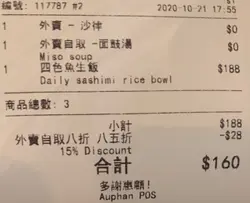 編號: 117787 #2
2020-10-21 17:55
1 外賣 - 沙律 $0
1 外賣自取 -面豉湯 $0
Miso soup
1 四色魚生飯 $188
Daily sashimi rice bowl
商品總數: 3
小計 $188
外賣自取八折 八五折 -$28
15% Discount
合計 $160
多謝惠顧!
Auphan POS